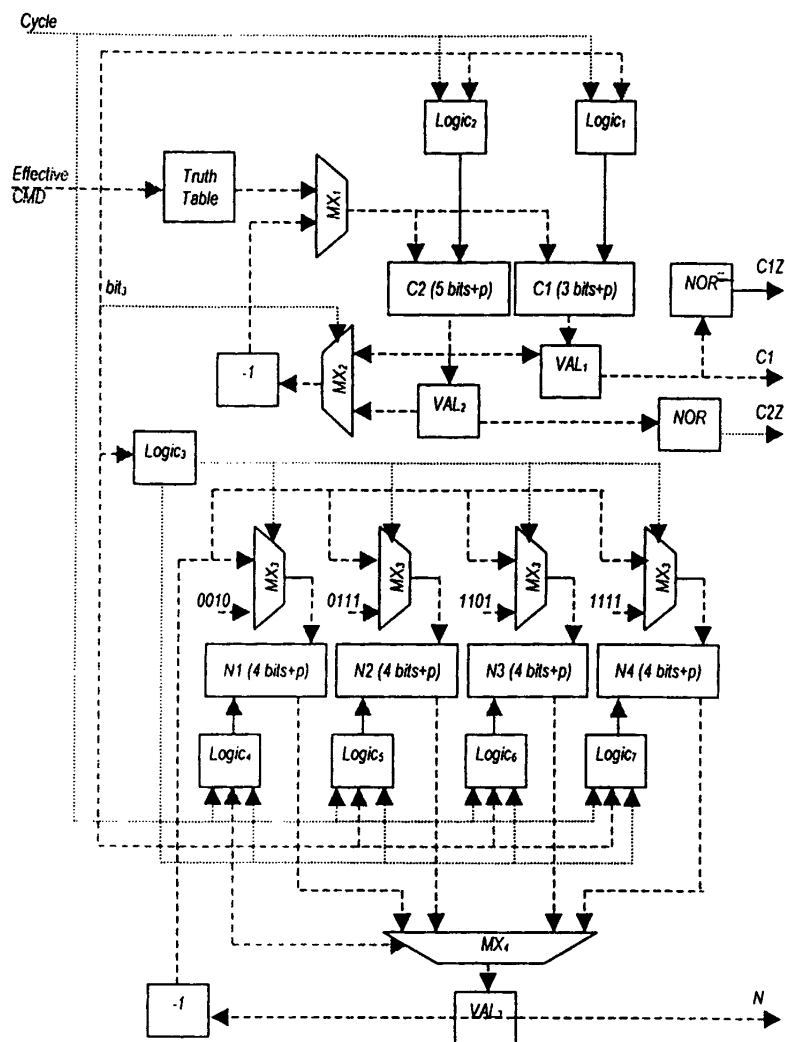 Cycle
Logic₂
Logic₁
Effective
CMD
Truth
Table
MX₁
bit₃
C2 (5 bits+p)
C1 (3 bits+p)
NOR
C1Z
-1
MX₂
VAL₁
C1
VAL₂
NOR
C2Z
Logic₃
MX₃
MX₃
MX₃
MX₃
0010
0111
1101
1111
N1 (4 bits+p)
N2 (4 bits+p)
N3 (4 bits+p)
N4 (4 bits+p)
Logic₄
Logic₅
Logic₆
Logic₇
MX₄
-1
VAL₃
N